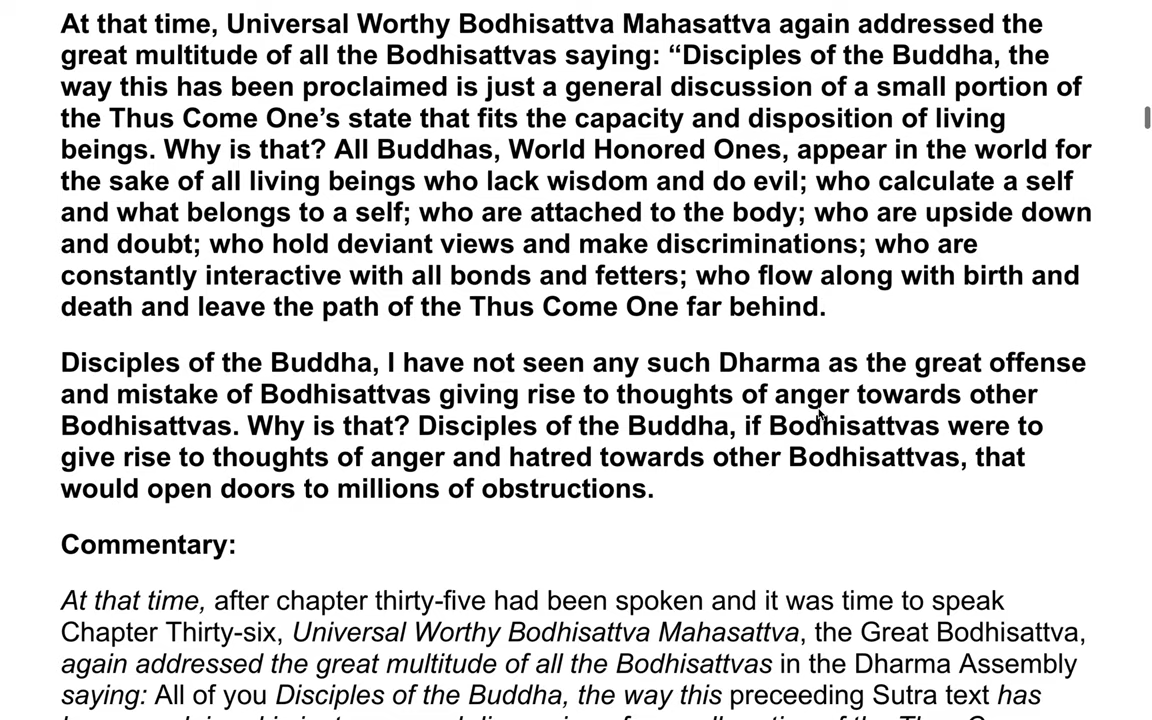 At that time, Universal Worthy Bodhisattva Mahasattva again addressed the
great multitude of all the Bodhisattvas saying: “Disciples of the Buddha, the
way this has been proclaimed is just a general discussion of a small portion of
the Thus Come One’s state that fits the capacity and disposition of living
beings. Why is that? All Buddhas, World Honored Ones, appear in the world for
the sake of all living beings who lack wisdom and do evil; who calculate a self
and what belongs to a self; who are attached to the body; who are upside down
and doubt; who hold deviant views and make discriminations; who are
constantly interactive with all bonds and fetters; who flow along with birth and
death and leave the path of the Thus Come One far behind.
Disciples of the Buddha, I have not seen any such Dharma as the great offense
and mistake of Bodhisattvas giving rise to thoughts of anger towards other
Bodhisattvas. Why is that? Disciples of the Buddha, if Bodhisattvas were to
give rise to thoughts of anger and hatred towards other Bodhisattvas, that
would open doors to millions of obstructions.
Commentary:
At that time, after chapter thirty-five had been spoken and it was time to speak
Chapter Thirty-six, Universal Worthy Bodhisattva Mahasattva, the Great Bodhisattva,
again addressed the great multitude of all the Bodhisattvas in the Dharma Assembly
saying: All of you Disciples of the Buddha, the way this preceeding Sutra text has